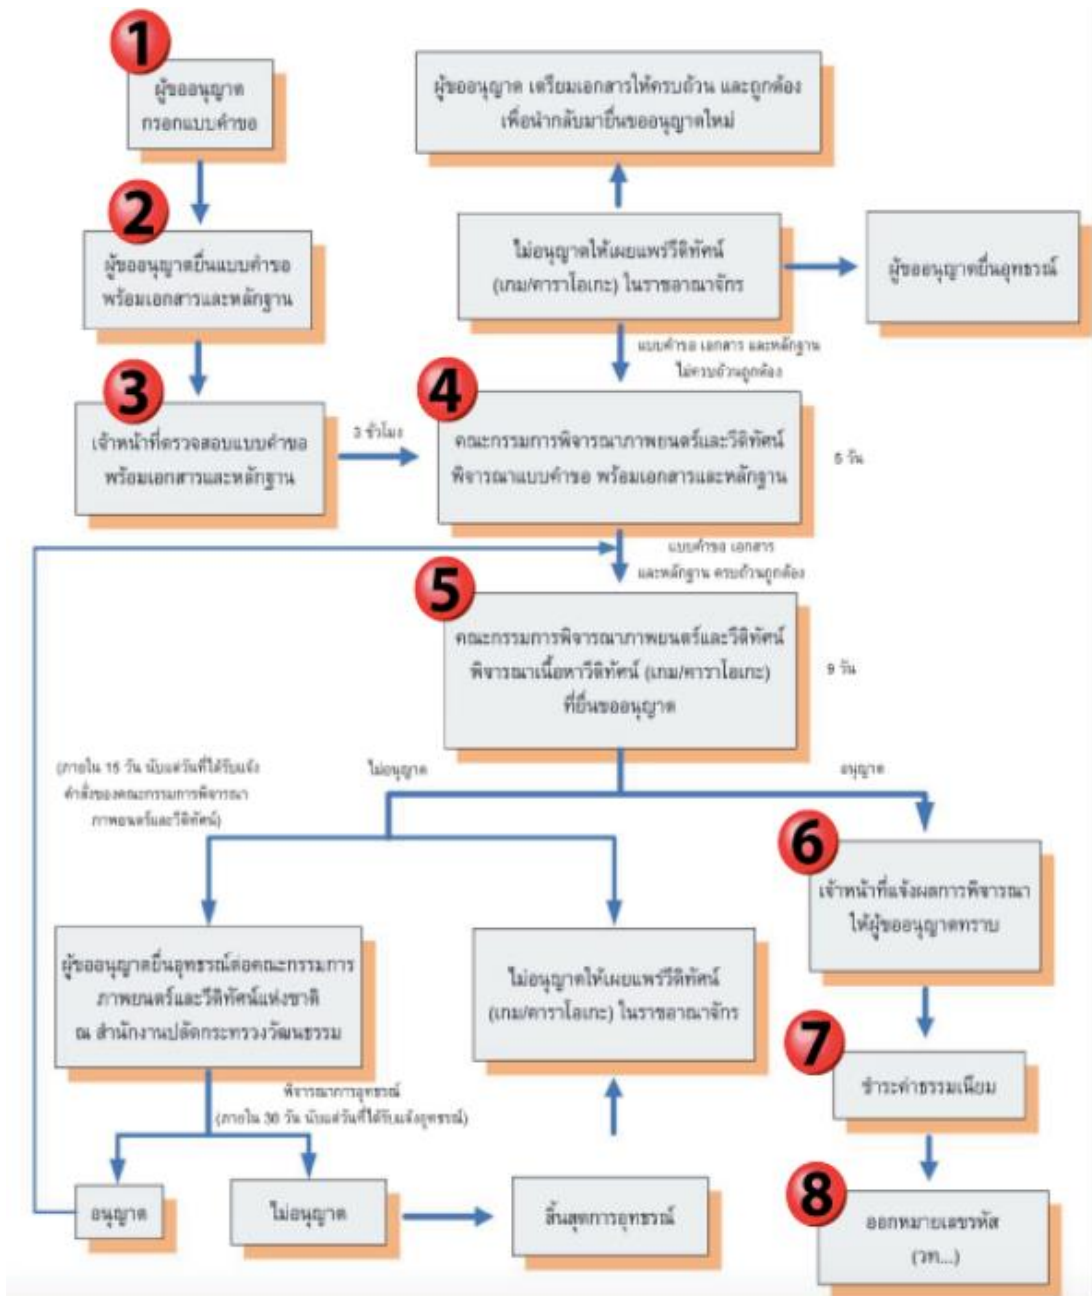 1
ผู้ขออนุญาต
กรอกแบบคำขอ
2
ผู้ขออนุญาตยื่นแบบคำขอ
พร้อมเอกสารและหลักฐาน
3
เจ้าหน้าที่ตรวจสอบแบบคำขอ
พร้อมเอกสารและหลักฐาน
3 ชั่วโมง
ผู้ขออนุญาต เตรียมเอกสารให้ครบถ้วน และถูกต้อง
เพื่อนำกลับมายื่นขออนุญาตใหม่
ไม่อนุญาตให้เผยแพร่วีดิทัศน์
(เกม/คาราโอเกะ) ในราชอาณาจักร
ผู้ขออนุญาตยื่นอุทธรณ์
แบบคำขอ เอกสาร และหลักฐาน
ไม่ครบถ้วนถูกต้อง
4
คณะกรรมการพิจารณาภาพยนตร์และวีดิทัศน์
พิจารณาแบบคำขอ พร้อมเอกสารและหลักฐาน
5 วัน
แบบคำขอ เอกสาร
และหลักฐาน ครบถ้วนถูกต้อง
5
คณะกรรมการพิจารณาภาพยนตร์และวีดิทัศน์
พิจารณาเนื้อหาวีดิทัศน์ (เกม/คาราโอเกะ)
ที่ยื่นขออนุญาต
9 วัน
(ภายใน 15 วัน นับแต่วันที่ได้รับแจ้ง
คำสั่งของคณะกรรมการพิจารณา
ภาพยนตร์และวีดิทัศน์)
ไม่อนุญาต
อนุญาต
6
เจ้าหน้าที่แจ้งผลการพิจารณา
ให้ผู้ขออนุญาตทราบ
ผู้ขออนุญาตยื่นอุทธรณ์ต่อคณะกรรมการ
ภาพยนตร์และวีดิทัศน์แห่งชาติ
ณ สำนักงานปลัดกระทรวงวัฒนธรรม
ไม่อนุญาตให้เผยแพร่วีดิทัศน์
(เกม/คาราโอเกะ) ในราชอาณาจักร
7
ชำระค่าธรรมเนียม
พิจารณาการอุทธรณ์
(ภายใน 30 วัน นับแต่วันที่ได้รับแจ้งอุทธรณ์)
อนุญาต
ไม่อนุญาต
สิ้นสุดการอุทธรณ์
8
ออกหมายเลขรหัส
(วท...)